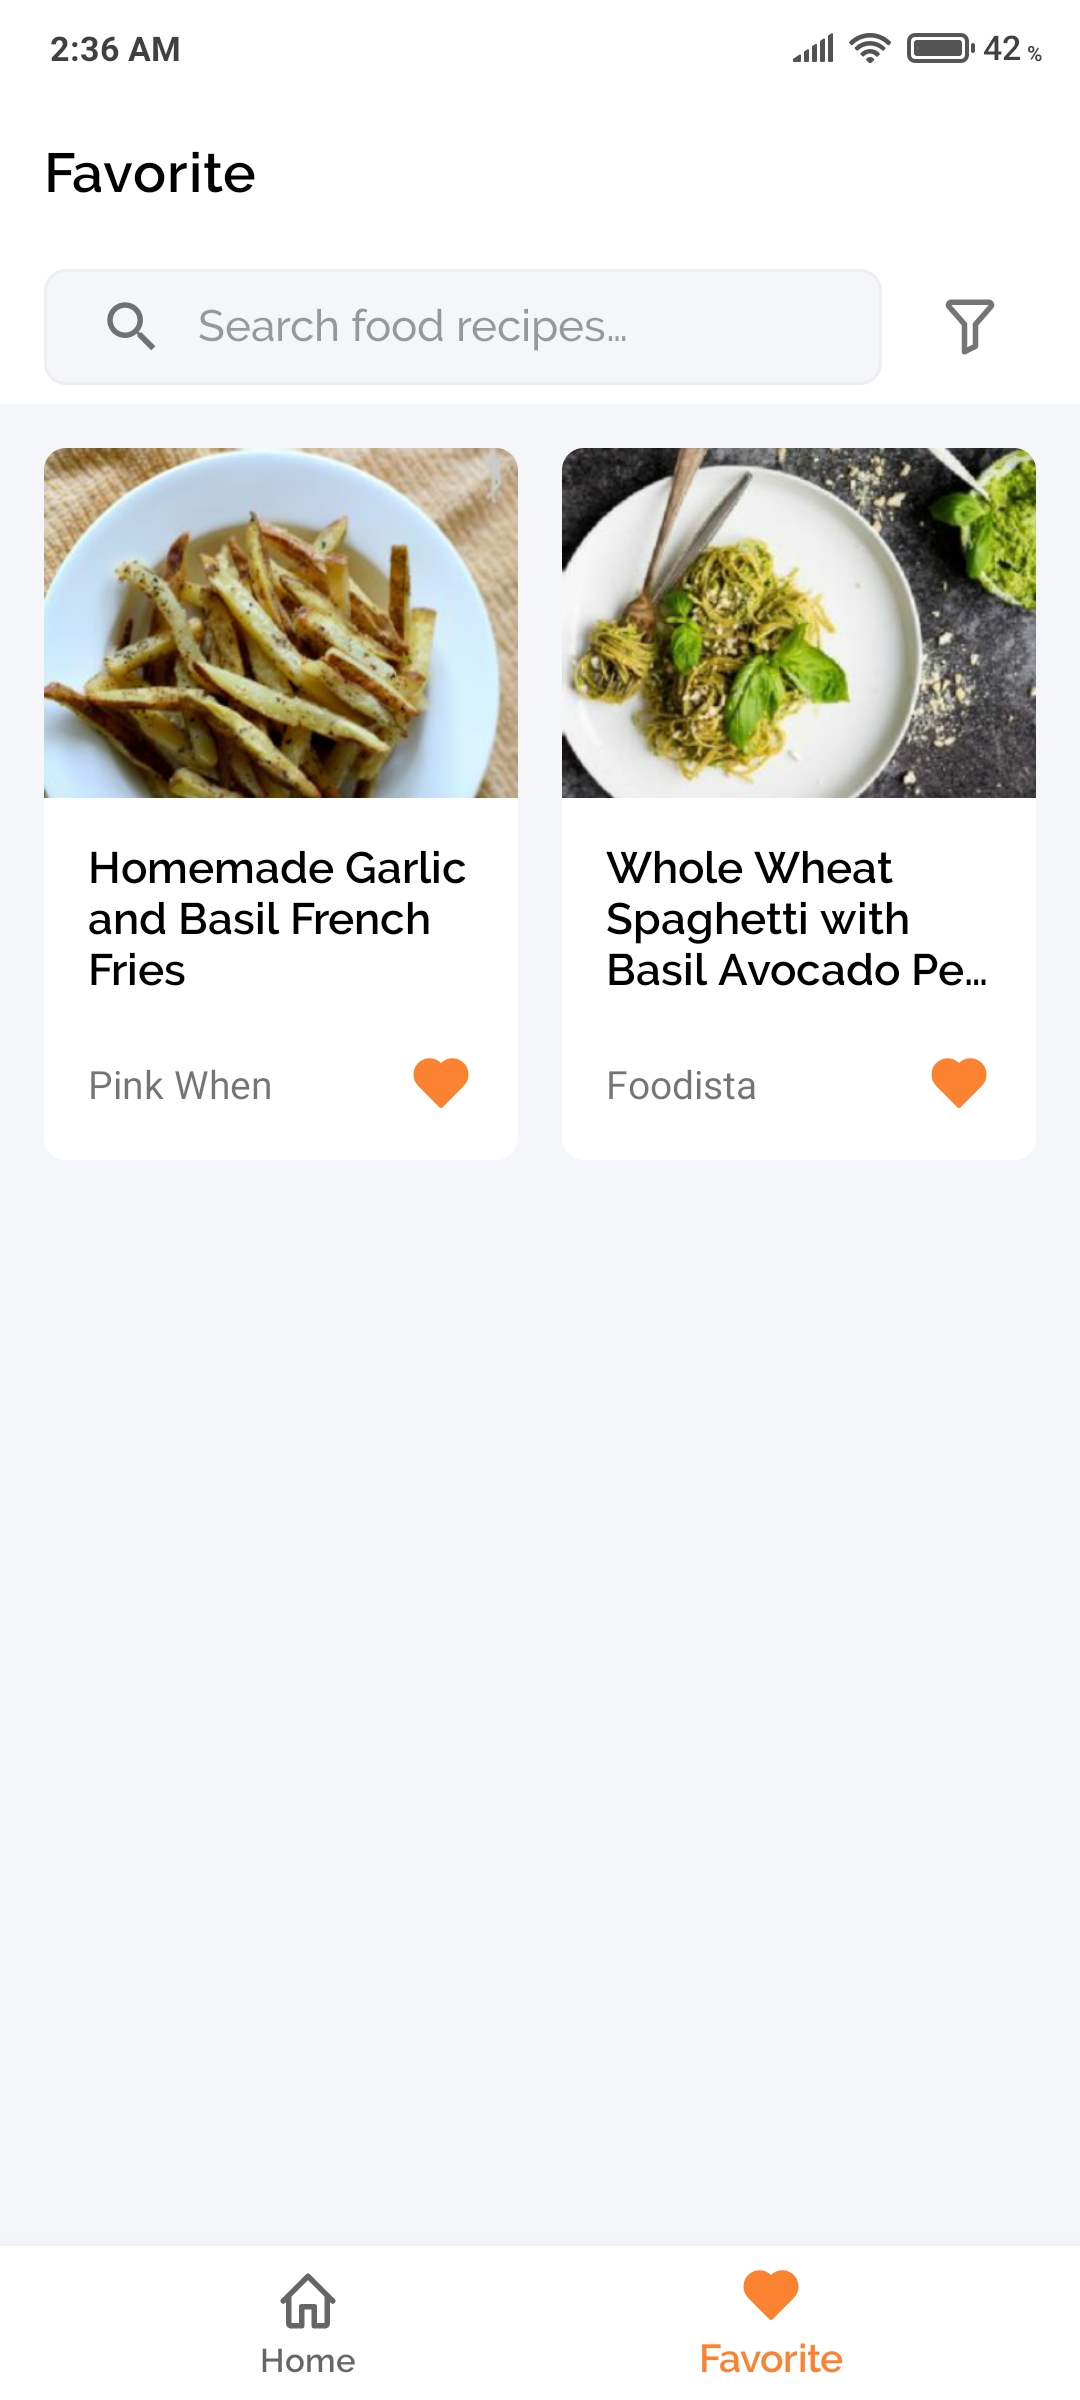 2:36 AM
42 %
Favorite
Search food recipes...
Homemade Garlic
and Basil French
Fries
Pink When
Whole Wheat
Spaghetti with
Basil Avocado Pe...
Foodista
Home
Favorite